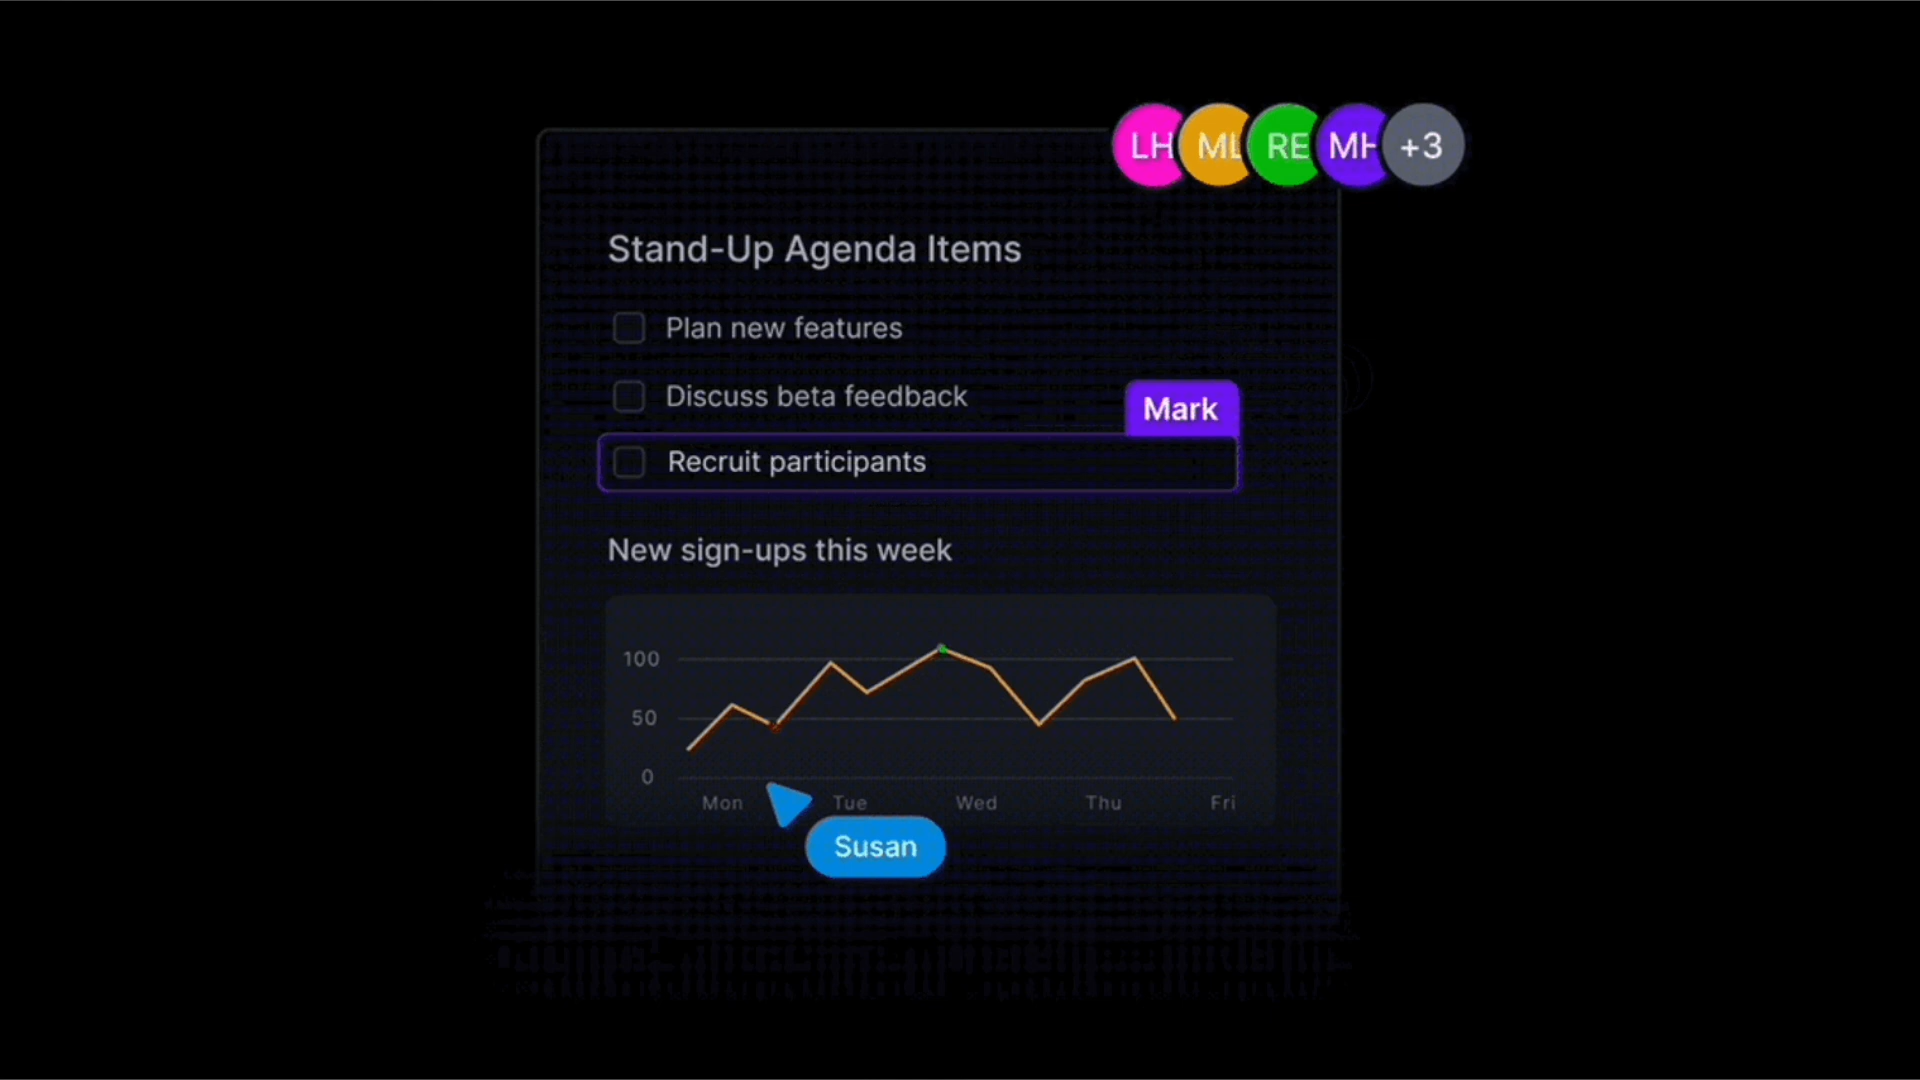 LH ML RE MH +3
Stand-Up Agenda Items
Plan new features
Discuss beta feedback
Mark
Recruit participants
New sign-ups this week
100
50
0
Mon Tue Wed Thu Fri
Susan